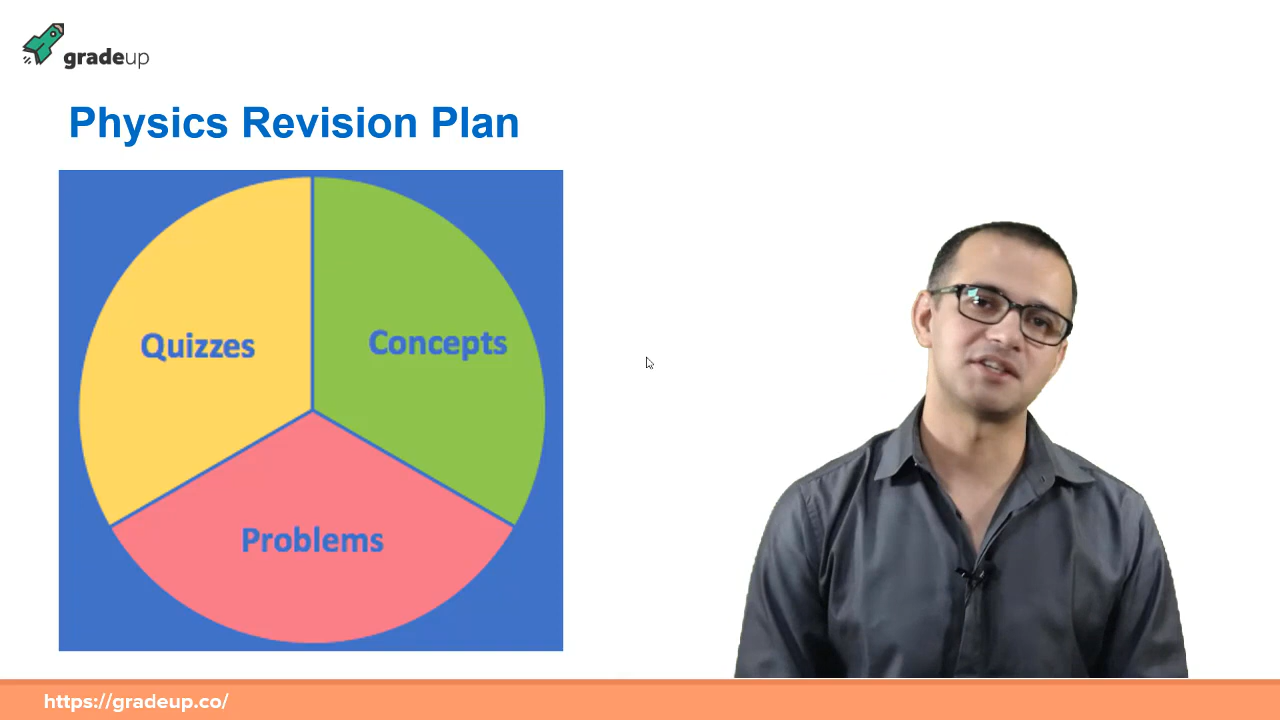 gradeup
Physics Revision Plan
Quizzes
Concepts
Problems
https://gradeup.co/